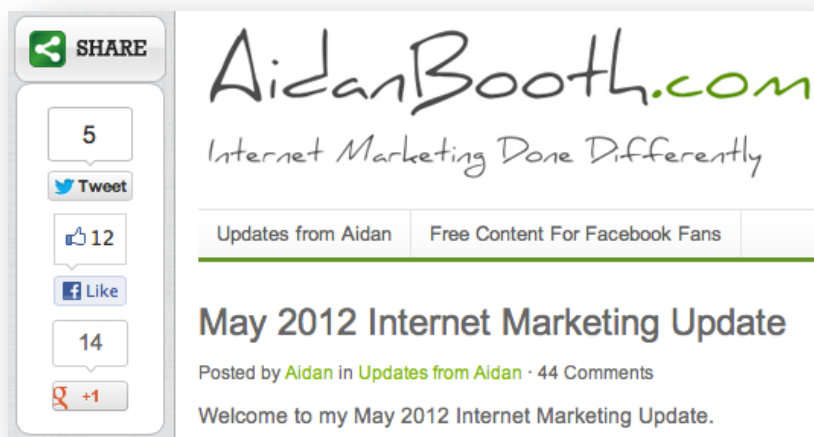 SHARE
5
Tweet
12
Like
14
+1
AidanBooth.com
Internet Marketing Done Differently
Updates from Aidan
Free Content For Facebook Fans
May 2012 Internet Marketing Update
Posted by Aidan in Updates from Aidan · 44 Comments
Welcome to my May 2012 Internet Marketing Update.